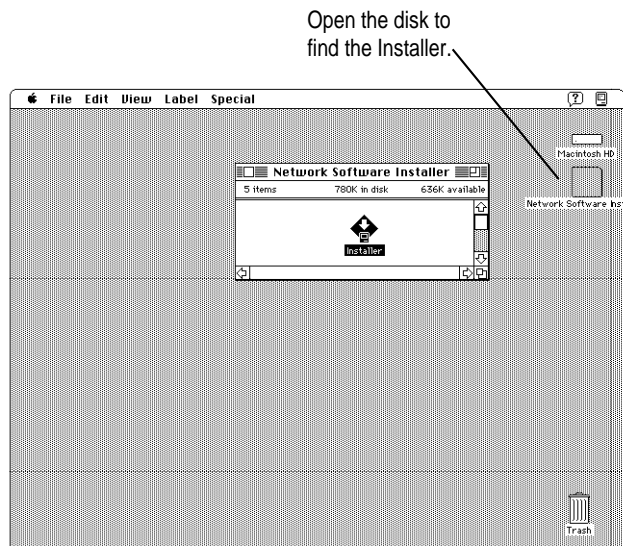 Open the disk to
find the Installer.
File Edit View Label Special
Macintosh HD
Network Software Installer
5 items 780K in disk 636K available
Network Software Inst
Installer
Trash